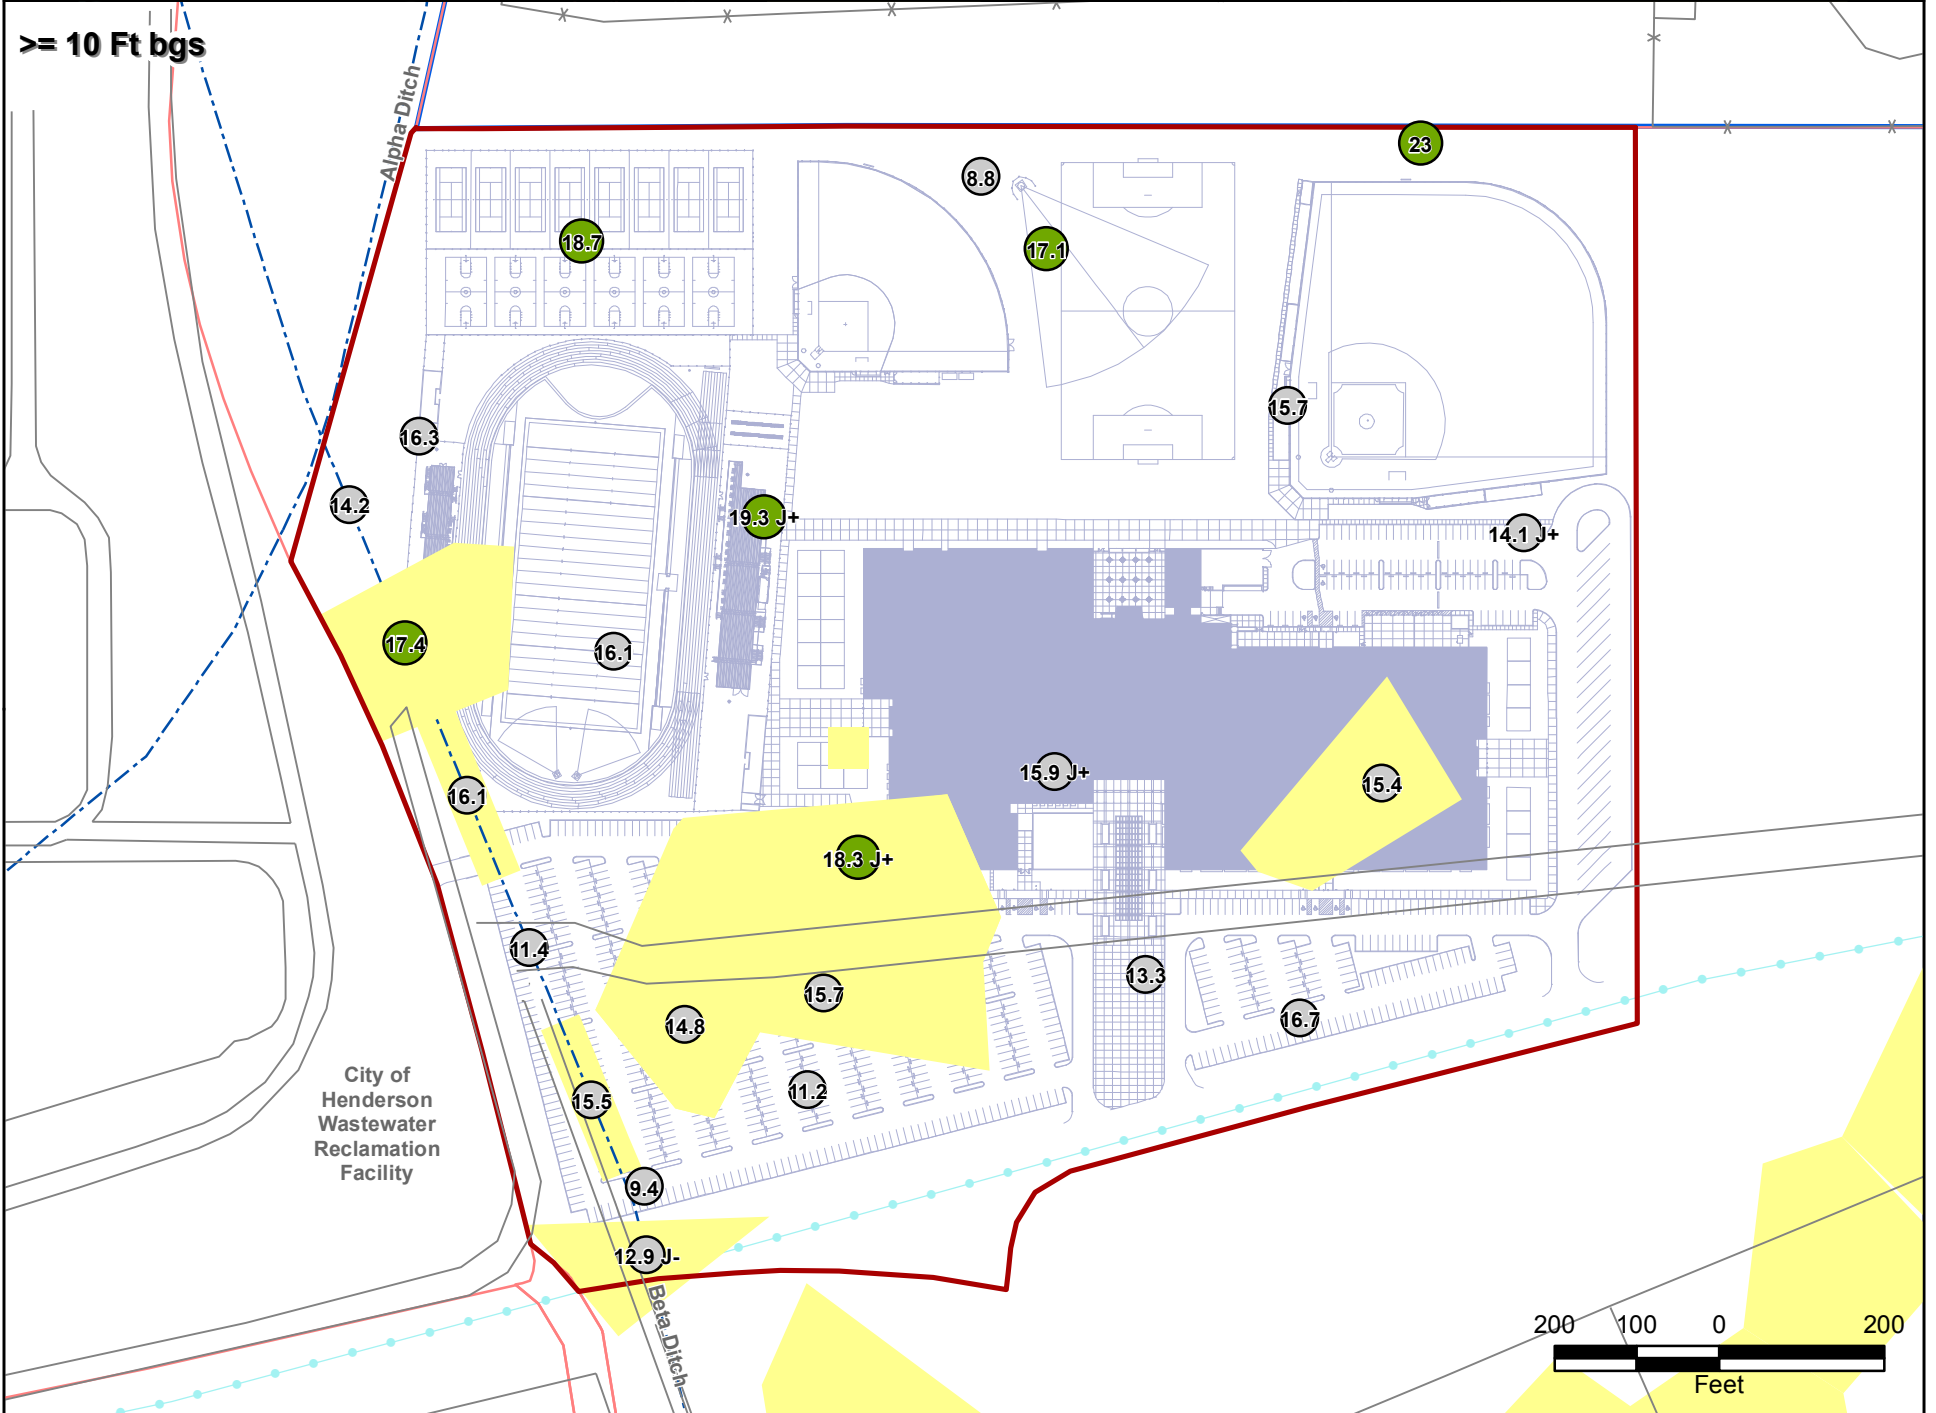 >= 10 Ft bgs
Alpha Ditch
23
8.8
18.7
17.1
15.7
16.3
14.2
19.3 J+
14.1 J+
17.4
16.1
15.9 J+
15.4
16.1
18.3 J+
11.4
13.3
15.7
14.8
16.7
11.2
15.5
City of
Henderson
Wastewater
Reclamation
Facility
9.4
12.9 J-
Beta Ditch
200 100 0 200
Feet